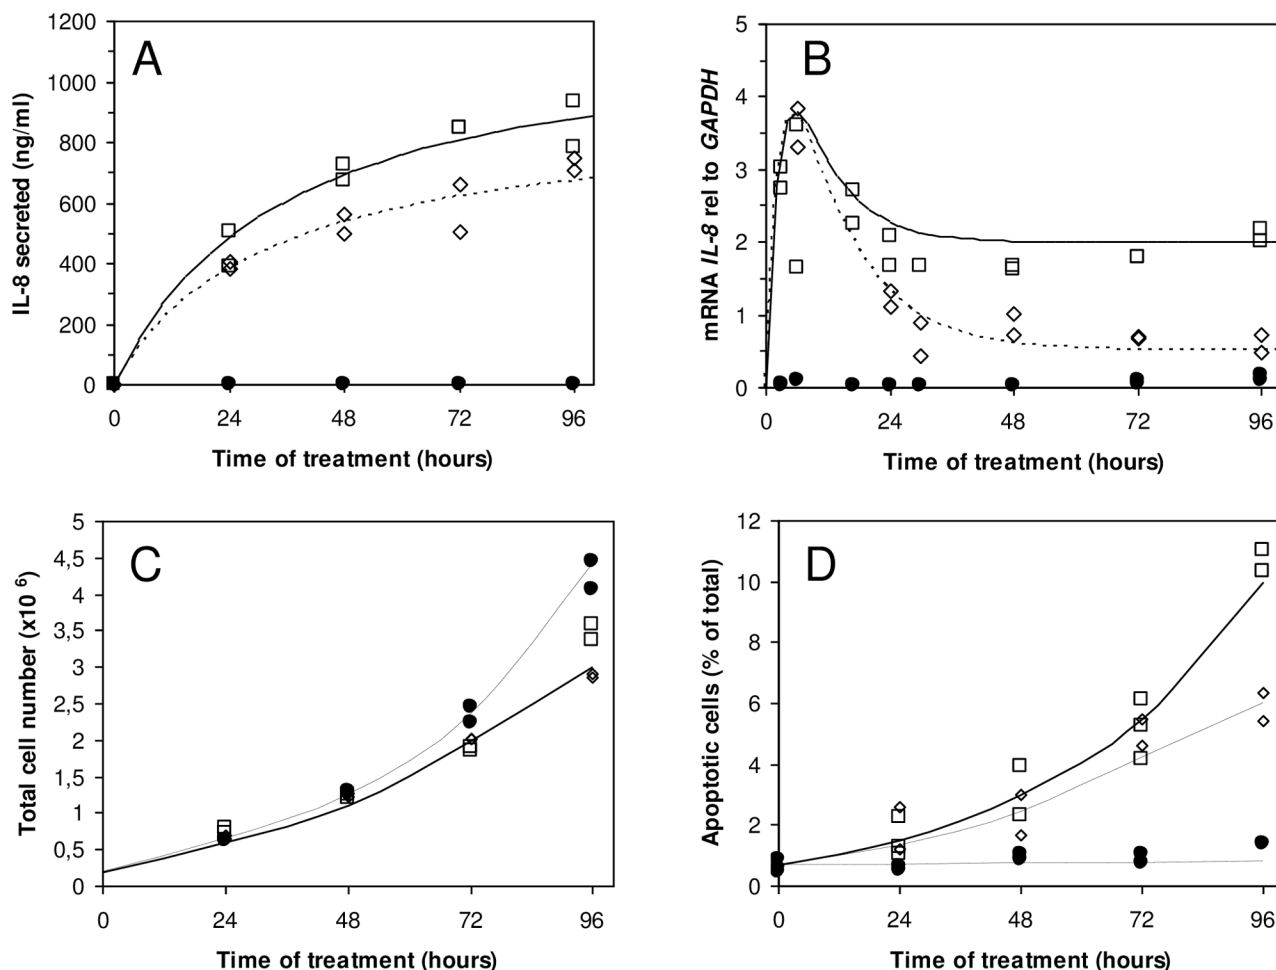 A
IL-8 secreted (ng/ml)
1200
1000
800
600
400
200
0
0 24 48 72 96
Time of treatment (hours)
B
mRNA IL-8 rel to GAPDH
5
4
3
2
1
0
0 24 48 72 96
Time of treatment (hours)
C
Total cell number (x10 6)
5
4,5
4
3,5
3
2,5
2
1,5
1
0,5
0
0 24 48 72 96
Time of treatment (hours)
D
Apoptotic cells (% of total)
12
10
8
6
4
2
0
0 24 48 72 96
Time of treatment (hours)